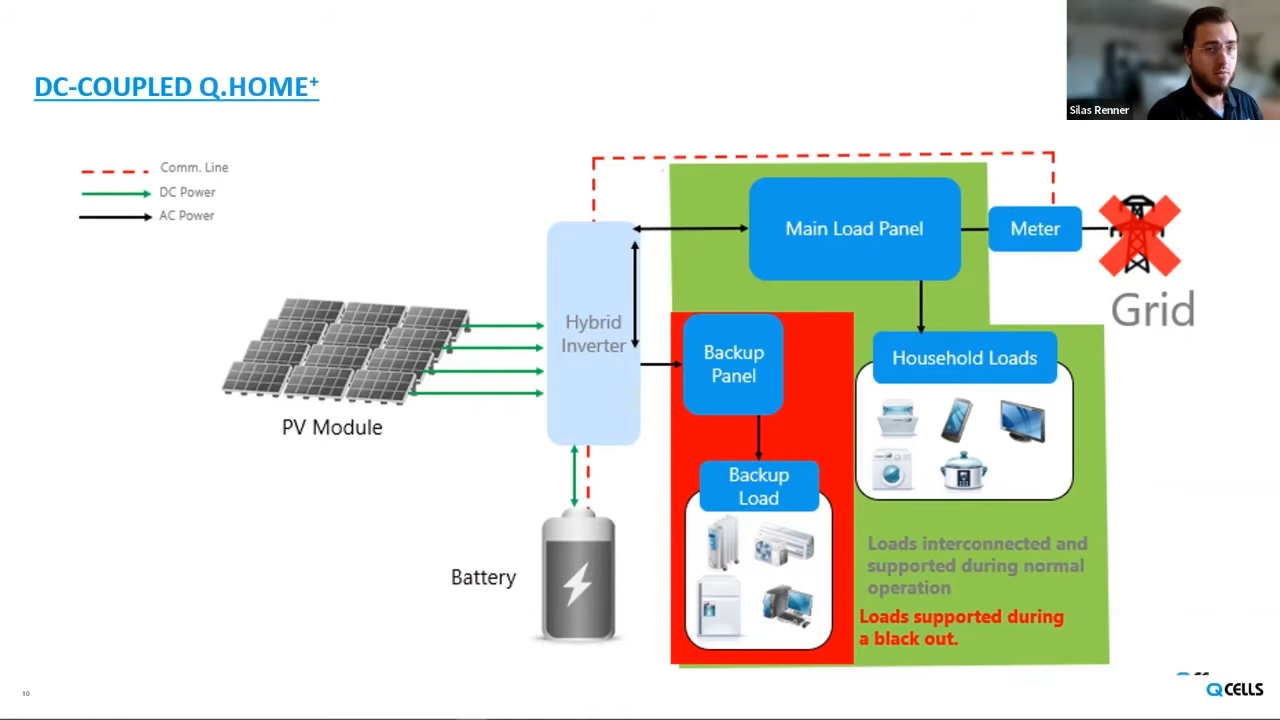 Silas Renner
DC-COUPLED Q.HOME+
Comm. Line
DC Power
AC Power
Main Load Panel
Meter
Grid
Hybrid
Inverter
Backup
Panel
Household Loads
PV Module
Backup
Load
Battery
Loads interconnected and
supported during normal
operation
Loads supported during
a black out.
10
Q CELLS